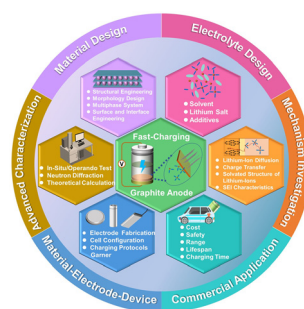 Material Design
Electrolyte Design
Structural Engineering
Morphology Design
Multiphase System
Surface and Interface
Engineering
Solvent
Lithium Salt
Additives
Advanced Characterization
Mechanism Investigation
Fast-Charging
Graphite Anode
In-Situ/Operando Test
Neutron Diffraction
Theoretical Calculation
Lithium-Ion Diffusion
Charge Transfer
Solvated Structure of
Lithium-Ions
SEI Characteristics
Electrode Fabrication
Cell Configuration
Charging Protocols
Garner
Cost
Safety
Range
Lifespan
Charging Time
Material-Electrode-Device
Commercial Application